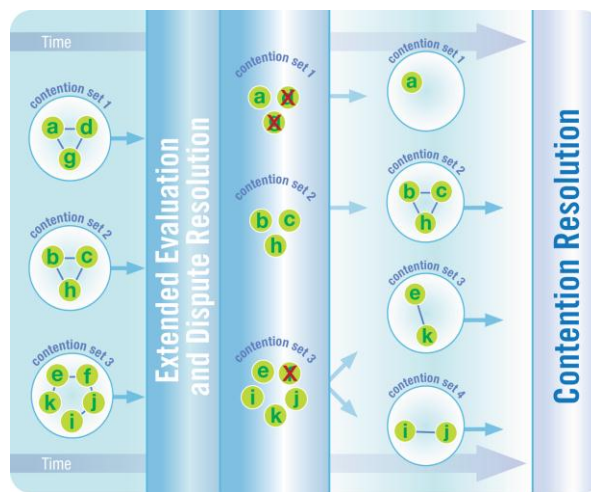 Time
contention set 1
a
d
g
contention set 2
b
c
h
contention set 3
e
f
k
j
i
Time
Extended Evaluation
and Dispute Resolution
contention set 1
a
contention set 2
b
c
h
contention set 3
e
i
j
k
contention set 1
a
contention set 2
b
c
h
contention set 3
e
k
contention set 4
i
j
Contention Resolution